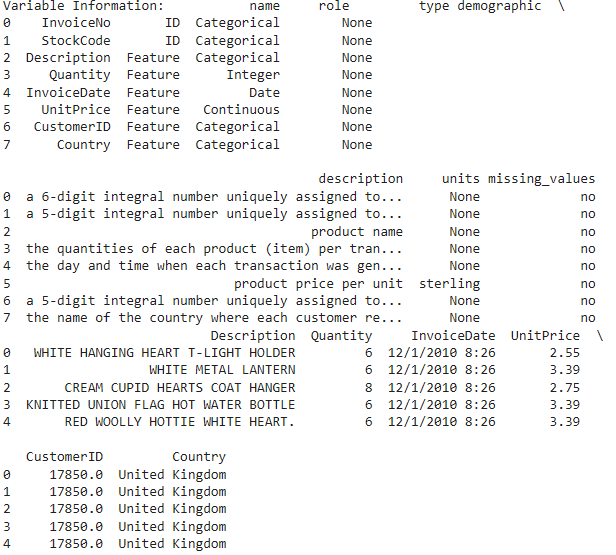 Variable Information:           name     role         type demographic  \
0    InvoiceNo       ID  Categorical        None
1    StockCode       ID  Categorical        None
2  Description  Feature  Categorical        None
3     Quantity  Feature      Integer        None
4  InvoiceDate  Feature         Date        None
5    UnitPrice  Feature   Continuous        None
6   CustomerID  Feature  Categorical        None
7      Country  Feature  Categorical        None
description     units missing_values
0  a 6-digit integral number uniquely assigned to...      None             no
1  a 5-digit integral number uniquely assigned to...      None             no
2                                       product name      None             no
3  the quantities of each product (item) per tran...      None             no
4  the day and time when each transaction was gen...      None             no
5                             product price per unit  sterling             no
6  a 5-digit integral number uniquely assigned to...      None             no
7  the name of the country where each customer re...      None             no
Description  Quantity     InvoiceDate  UnitPrice  \
0   WHITE HANGING HEART T-LIGHT HOLDER         6  12/1/2010 8:26       2.55
1                  WHITE METAL LANTERN         6  12/1/2010 8:26       3.39
2       CREAM CUPID HEARTS COAT HANGER         8  12/1/2010 8:26       2.75
3  KNITTED UNION FLAG HOT WATER BOTTLE         6  12/1/2010 8:26       3.39
4       RED WOOLLY HOTTIE WHITE HEART.         6  12/1/2010 8:26       3.39
CustomerID         Country
0     17850.0  United Kingdom
1     17850.0  United Kingdom
2     17850.0  United Kingdom
3     17850.0  United Kingdom
4     17850.0  United Kingdom